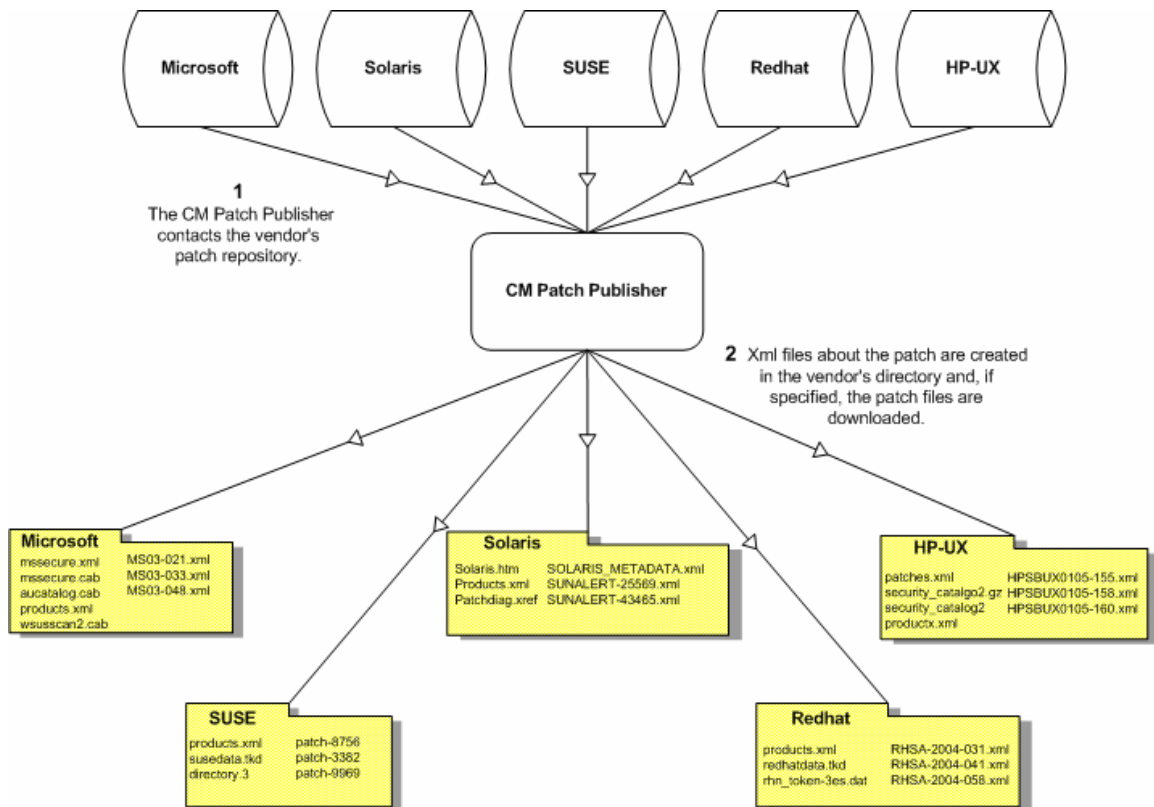 Microsoft
Solaris
SUSE
Redhat
HP-UX
1
The CM Patch Publisher
contacts the vendor's
patch repository.
CM Patch Publisher
2 Xml files about the patch are created
in the vendor's directory and, if
specified, the patch files are
downloaded.
Microsoft
mssecure.xml MS03-021.xml
mssecure.cab MS03-033.xml
aucatalog.cab MS03-048.xml
products.xml
wsusscan2.cab
Solaris
Solaris.htm SOLARIS_METADATA.xml
Products.xml SUNALERT-25569.xml
Patchdiag.xref SUNALERT-43465.xml
HP-UX
patches.xml HPSBUX0105-155.xml
security_catalgo2.gz HPSBUX0105-158.xml
security_catalog2 HPSBUX0105-160.xml
productx.xml
SUSE
products.xml patch-8756
susedata.tkd patch-3382
directory.3 patch-9969
Redhat
products.xml RHSA-2004-031.xml
redhatdata.tkd RHSA-2004-041.xml
rhn_token-3es.dat RHSA-2004-058.xml